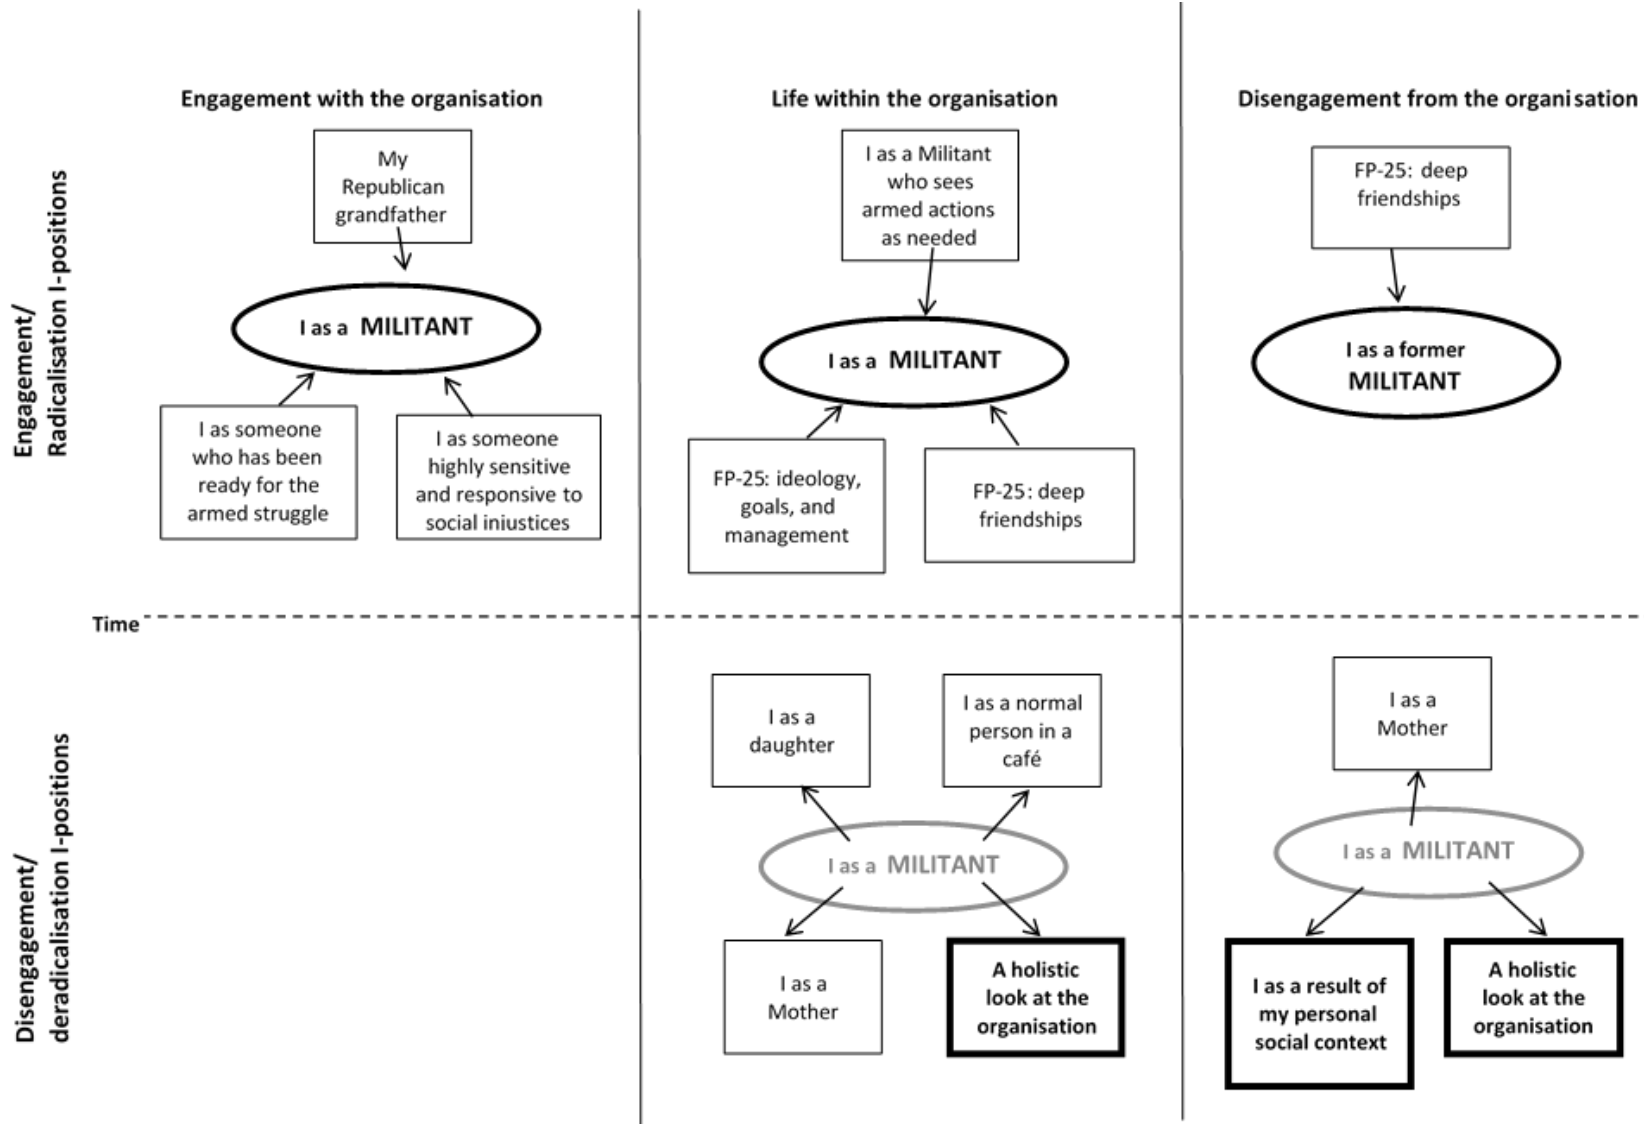 Engagement with the organisation
Life within the organisation
Disengagement from the organisation
Engagement/
Radicalisation I-positions
My
Republican
grandfather
I as a MILITANT
I as someone
who has been
ready for the
armed struggle
I as someone
highly sensitive
and responsive to
social iniustices
I as a Militant
who sees
armed actions
as needed
I as a MILITANT
FP-25: ideology,
goals, and
management
FP-25: deep
friendships
FP-25: deep
friendships
I as a former
MILITANT
Time
Disengagement/
deradicalisation I-positions
I as a
daughter
I as a normal
person in a
café
I as a MILITANT
I as a
Mother
A holistic
look at the
organisation
I as a
Mother
I as a MILITANT
I as a result of
my personal
social context
A holistic
look at the
organisation